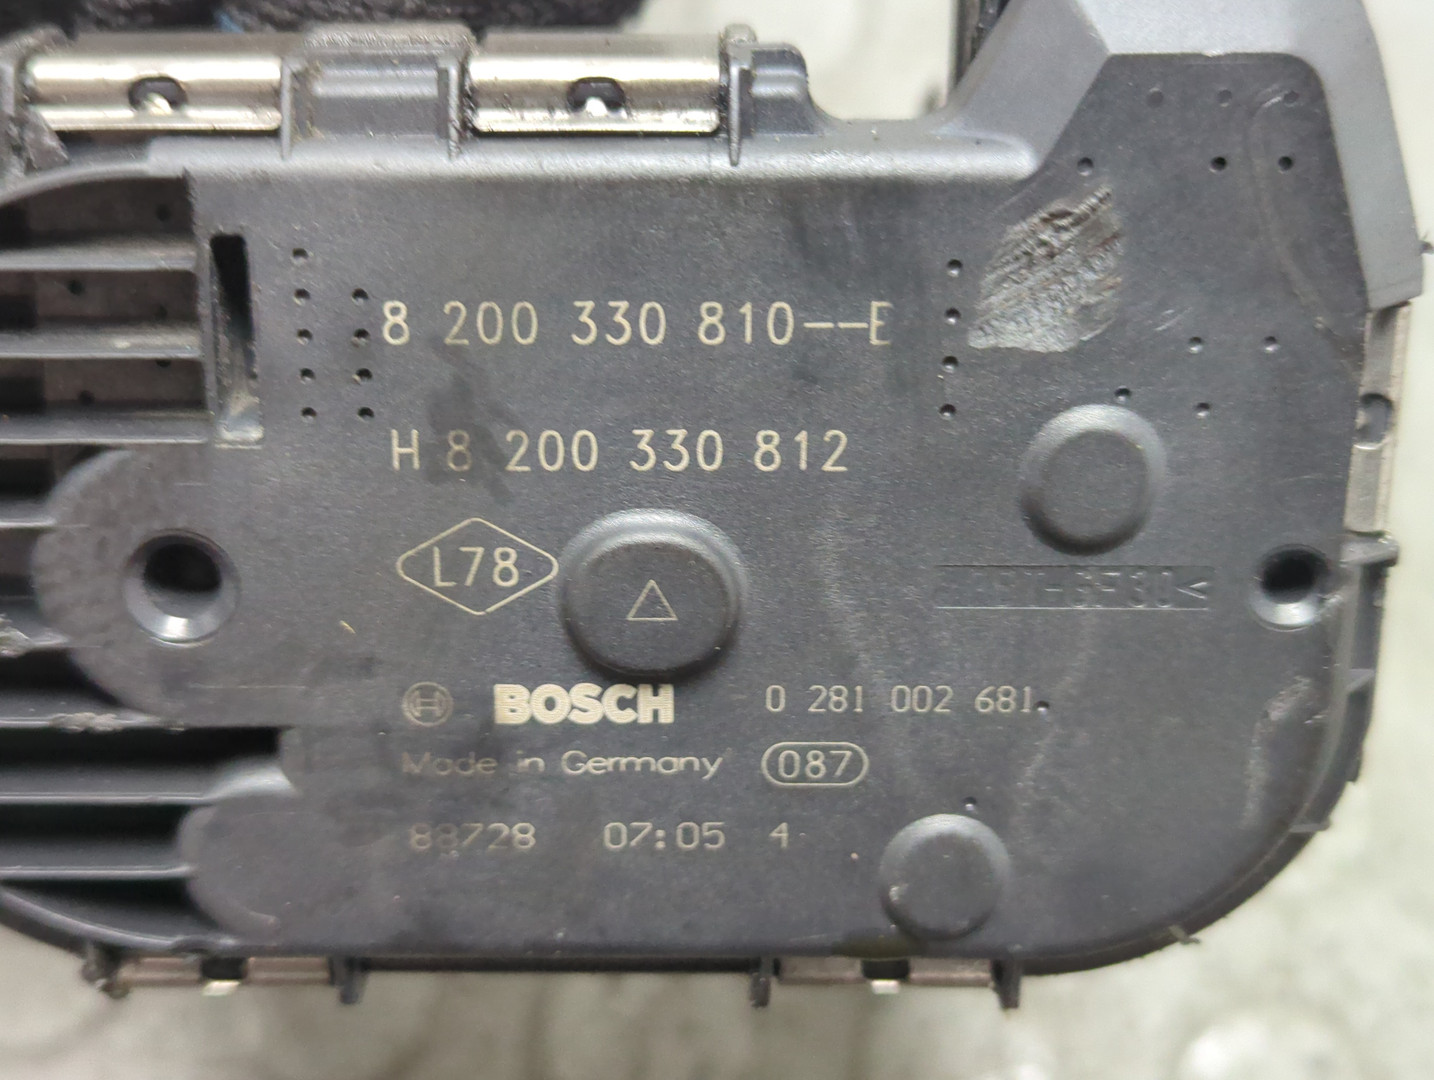 8 200 330 810--E
H 8 200 330 812
L78
BOSCH 0 281 002 681
Made in Germany 087
88728 07:05 4